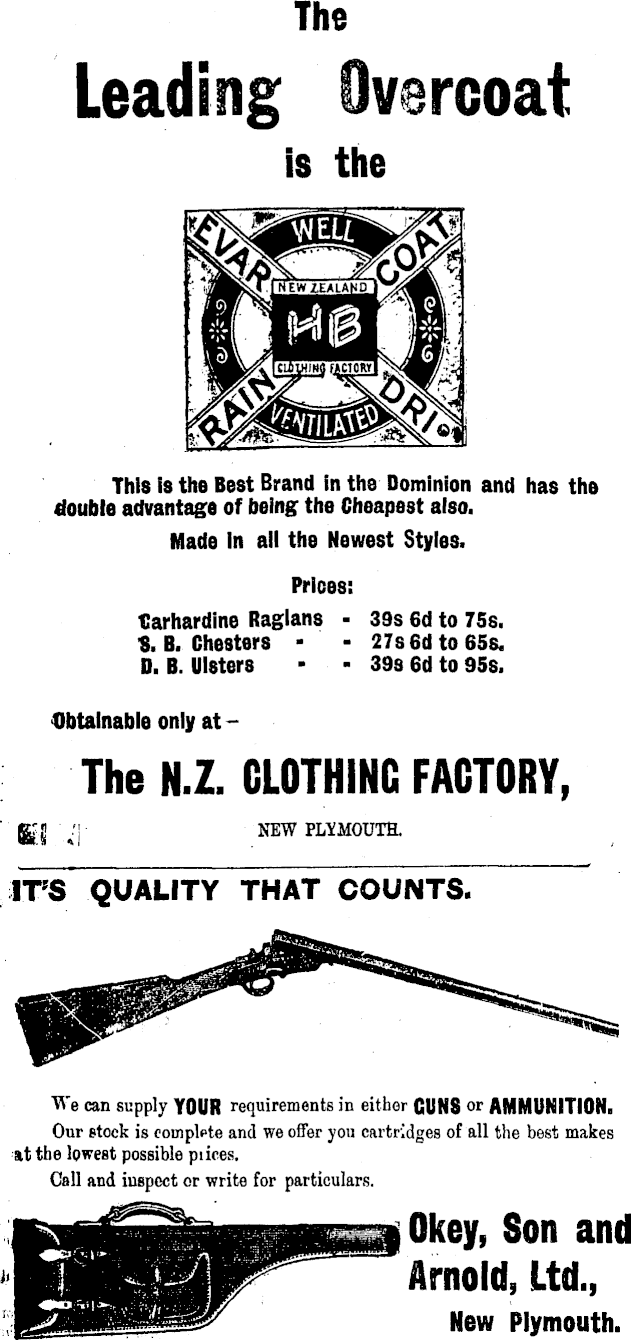 The
Leading Overcoat
is the
WELL
EVAR
COAT
NEW ZEALAND
HB
CLOTHING FACTORY
RAIN
DRI
VENTILATED
This is the Best Brand in the Dominion and has the
double advantage of being the Cheapest also.
Made in all the Newest Styles.
Prices:
Carhardine Raglans - 39s 6d to 75s.
S. B. Chesters - - 27s 6d to 65s.
D. B. Ulsters - - 39s 6d to 95s.
Obtainable only at –
The N.Z. CLOTHING FACTORY,
NEW PLYMOUTH.
IT'S QUALITY THAT COUNTS.
We can supply YOUR requirements in either GUNS or AMMUNITION.
Our stock is complete and we offer you cartridges of all the best makes
at the lowest possible prices.
Call and inspect or write for particulars.
Okey, Son and
Arnold, Ltd.,
New Plymouth.